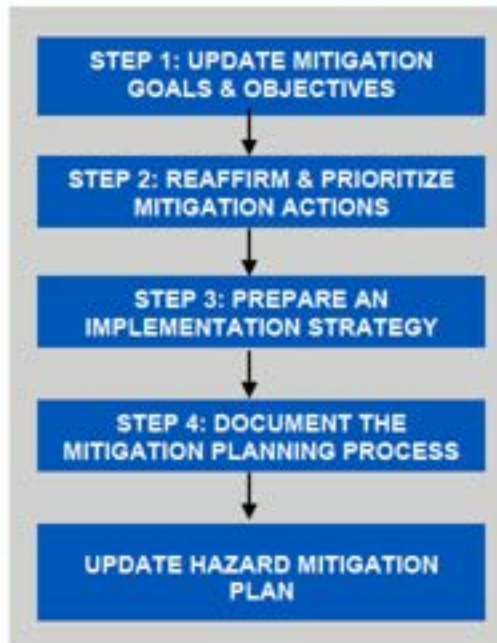 STEP 1: UPDATE MITIGATION
GOALS & OBJECTIVES
STEP 2: REAFFIRM & PRIORITIZE
MITIGATION ACTIONS
STEP 3: PREPARE AN
IMPLEMENTATION STRATEGY
STEP 4: DOCUMENT THE
MITIGATION PLANNING PROCESS
UPDATE HAZARD MITIGATION
PLAN